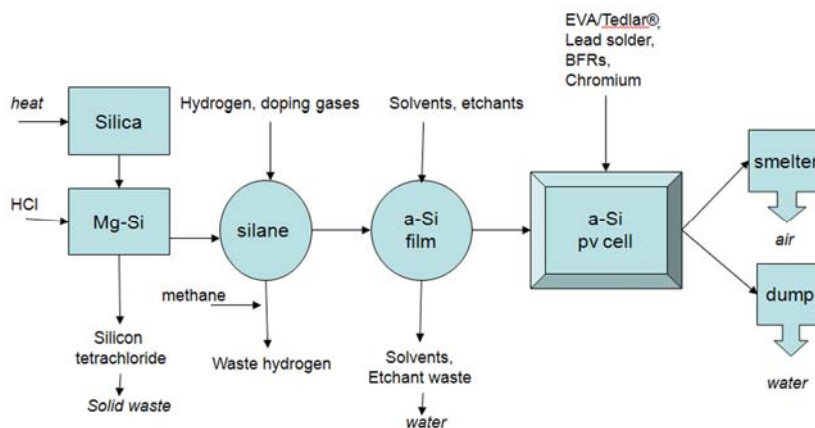 EVA/Tedlar®,
Lead solder,
BFRs,
Chromium
heat
Silica
Hydrogen, doping gases
Solvents, etchants
smelter
HCl
Mg-Si
silane
a-Si
film
a-Si
pv cell
air
methane
dump
Silicon
tetrachloride
Waste hydrogen
Solvents,
Etchant waste
Solid waste
water
water